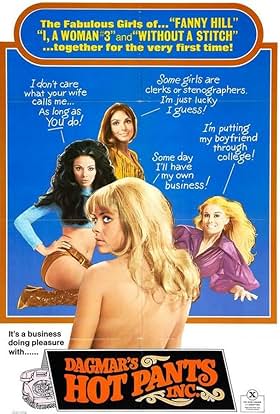 The Fabulous Girls of... "FANNY HILL"
"I, A WOMAN #3" and "WITHOUT A STITCH"
...together for the very first time!
I don't care
what your wife
calls me...
As long as
You do!
Some girls are
clerks or stenographers.
I'm just lucky
I guess!
I'm putting
my boyfriend
through
college!
Some day
I'll have
my own
business!
It's a business
doing pleasure
with......
DAGMAR'S
HOT PANTS
INC.
X